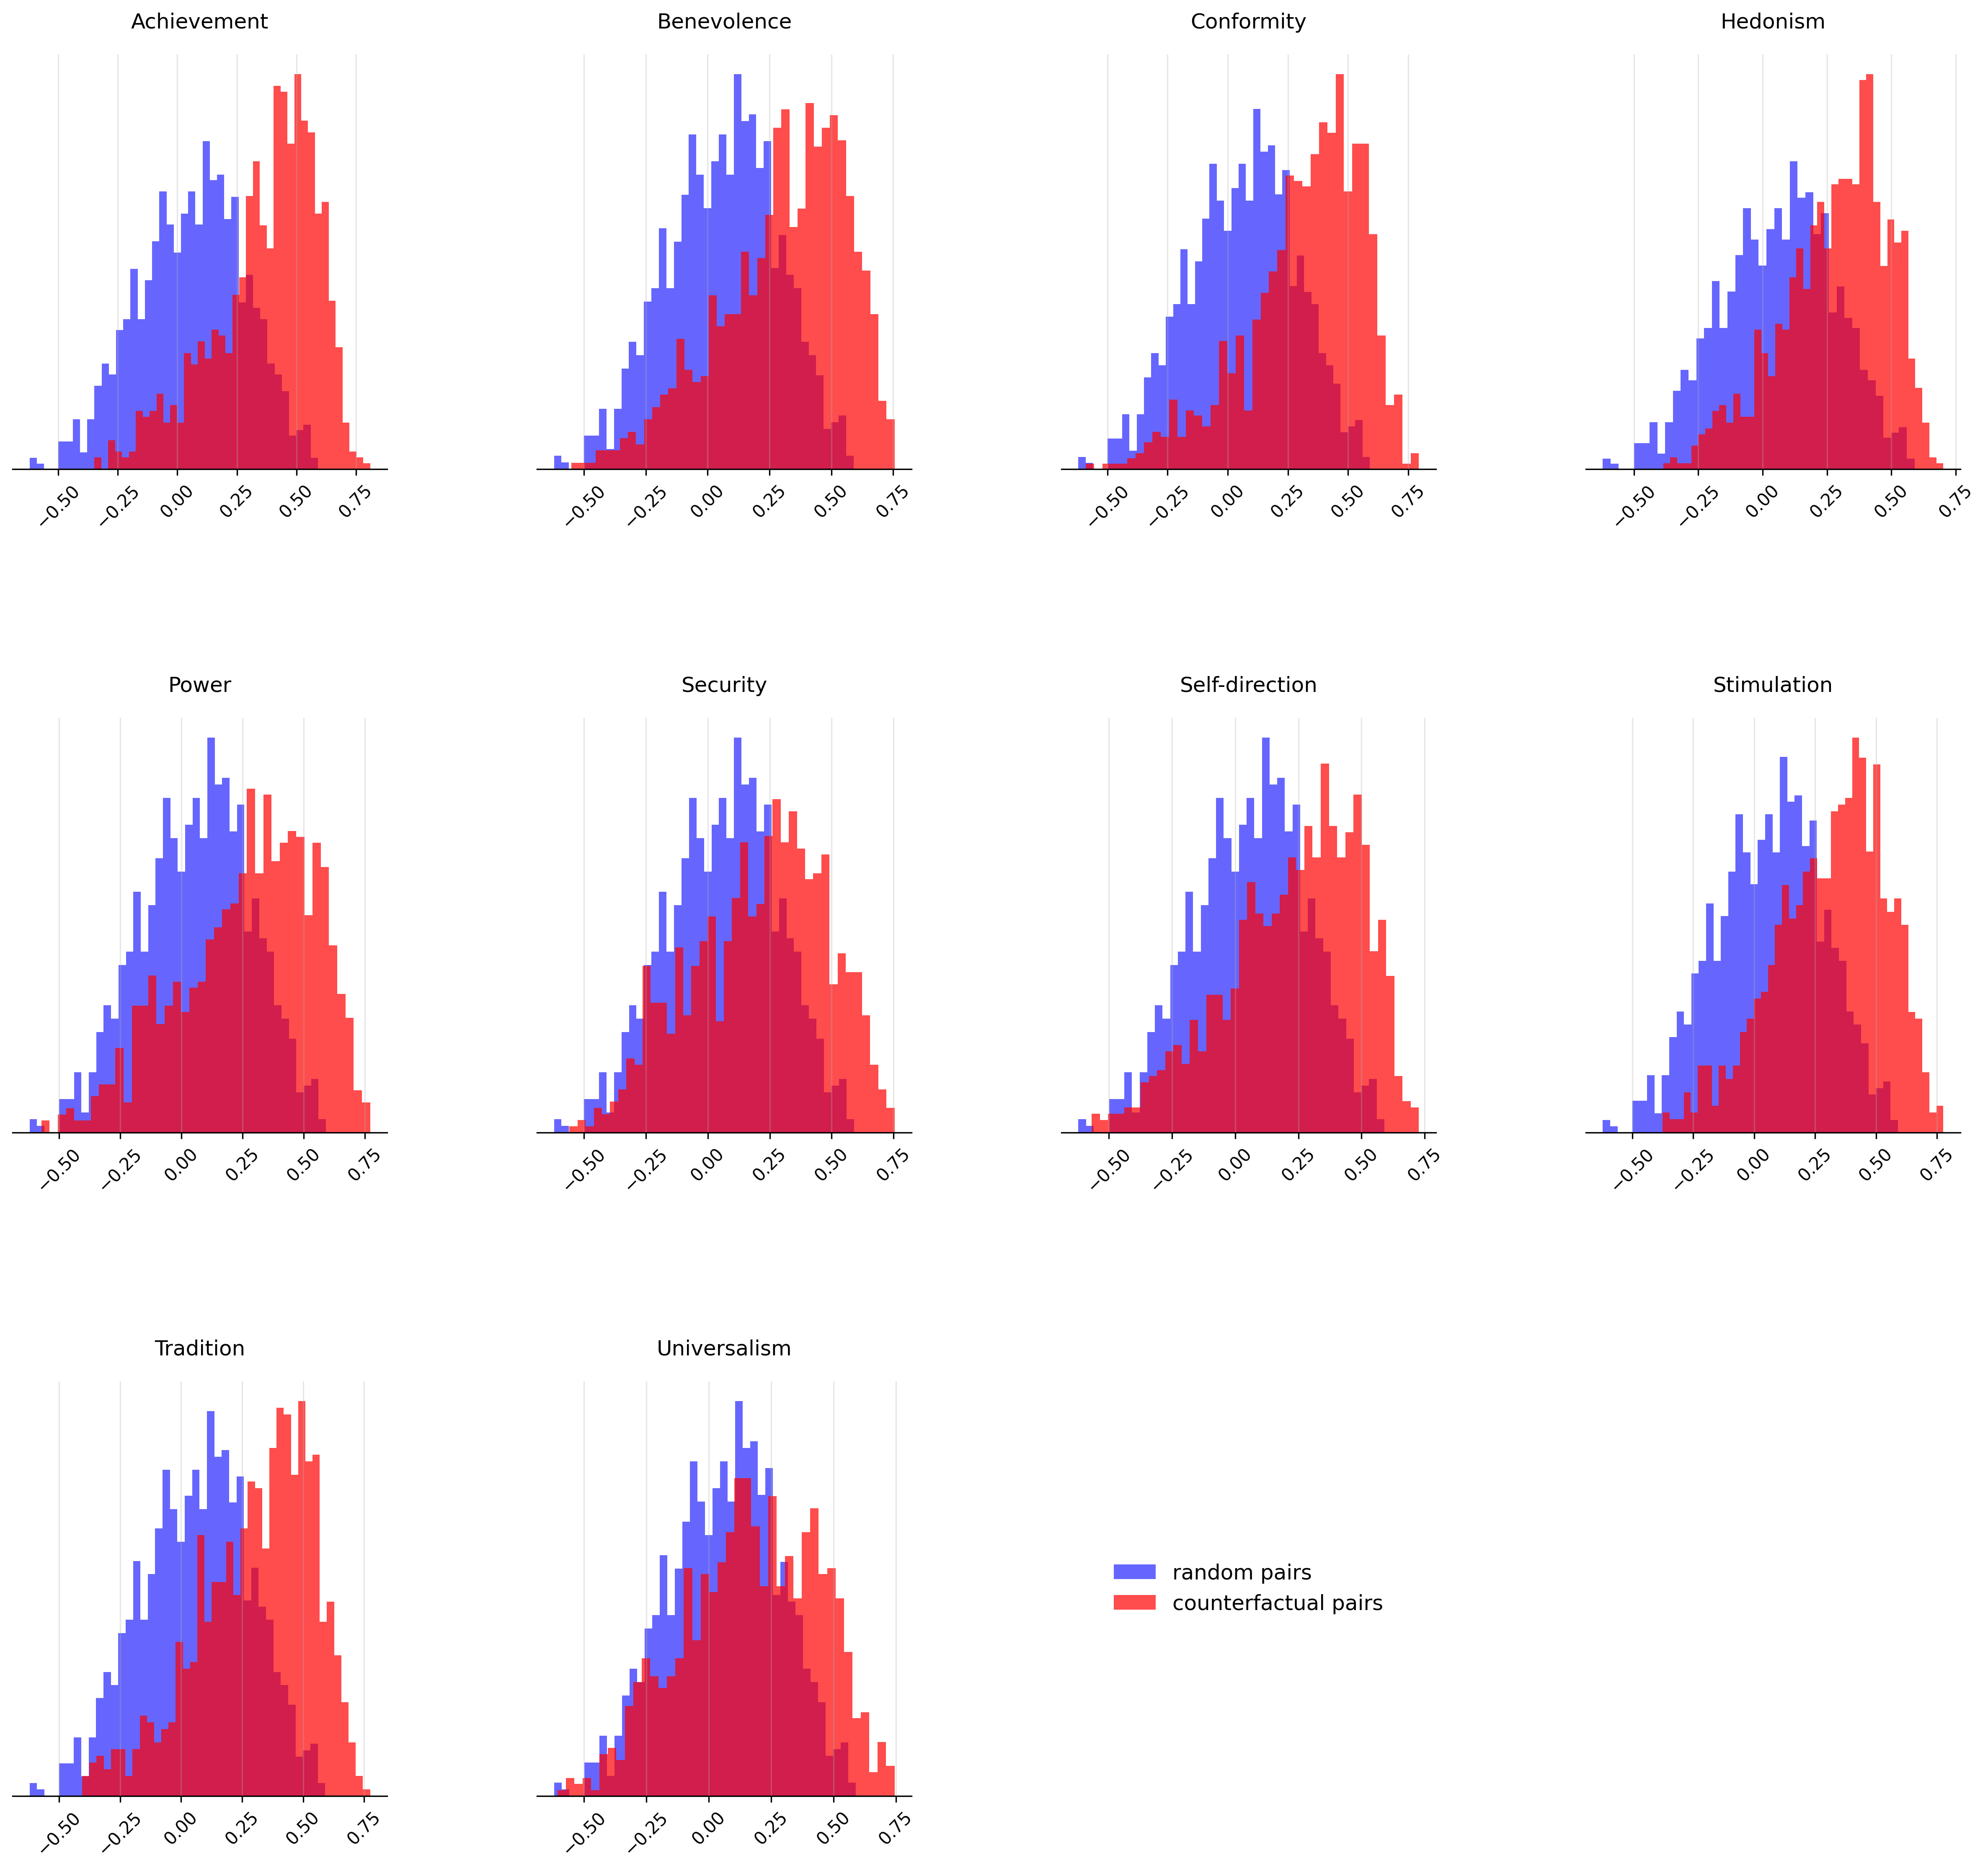 Achievement Benevolence Conformity Hedonism
−0.50 −0.25 0.00 0.25 0.50 0.75 −0.50 −0.25 0.00 0.25 0.50 0.75 −0.50 −0.25 0.00 0.25 0.50 0.75 −0.50 −0.25 0.00 0.25 0.50 0.75
Power Security Self-direction Stimulation
−0.50 −0.25 0.00 0.25 0.50 0.75 −0.50 −0.25 0.00 0.25 0.50 0.75 −0.50 −0.25 0.00 0.25 0.50 0.75 −0.50 −0.25 0.00 0.25 0.50 0.75
Tradition Universalism
random pairs
counterfactual pairs
−0.50 −0.25 0.00 0.25 0.50 0.75 −0.50 −0.25 0.00 0.25 0.50 0.75